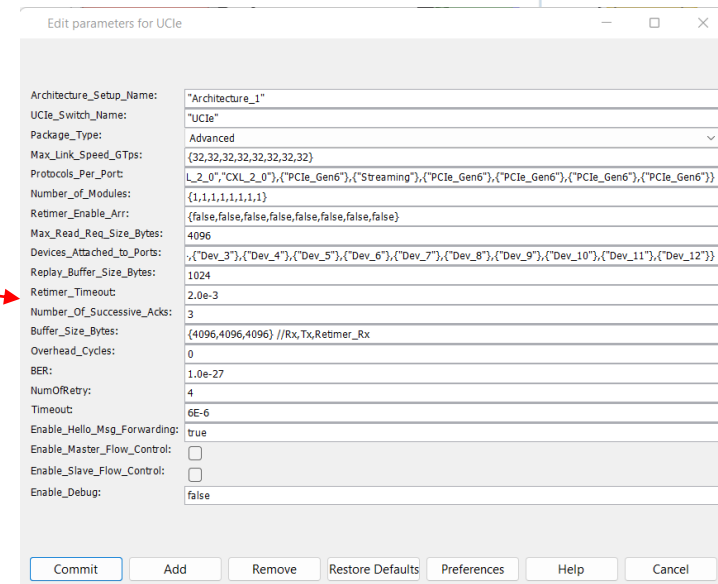 Edit parameters for UCIe
Architecture_Setup_Name: "Architecture_1"
UCIe_Switch_Name: "UCIe"
Package_Type: Advanced
Max_Link_Speed_GTps: {32,32,32,32,32,32,32,32}
Protocols_Per_Port: L_2_0","CXL_2_0"},{"PCIe_Gen6"},{"Streaming"},{"PCIe_Gen6"},{"PCIe_Gen6"},{"PCIe_Gen6"},{"PCIe_Gen6"}}
Number_of_Modules: {1,1,1,1,1,1,1,1}
Retimer_Enable_Arr: {false,false,false,false,false,false,false,false}
Max_Read_Req_Size_Bytes: 4096
Devices_Attached_to_Ports: ,{"Dev_3"},{"Dev_4"},{"Dev_5"},{"Dev_6"},{"Dev_7"},{"Dev_8"},{"Dev_9"},{"Dev_10"},{"Dev_11"},{"Dev_12"}}
Replay_Buffer_Size_Bytes: 1024
Retimer_Timeout: 2.0e-3
Number_Of_Successive_Acks: 3
Buffer_Size_Bytes: {4096,4096,4096} //Rx,Tx,Retimer_Rx
Overhead_Cycles: 0
BER: 1.0e-27
NumOfRetry: 4
Timeout: 6E-6
Enable_Hello_Msg_Forwarding: true
Enable_Master_Flow_Control:
Enable_Slave_Flow_Control:
Enable_Debug: false
Commit Add Remove Restore Defaults Preferences Help Cancel